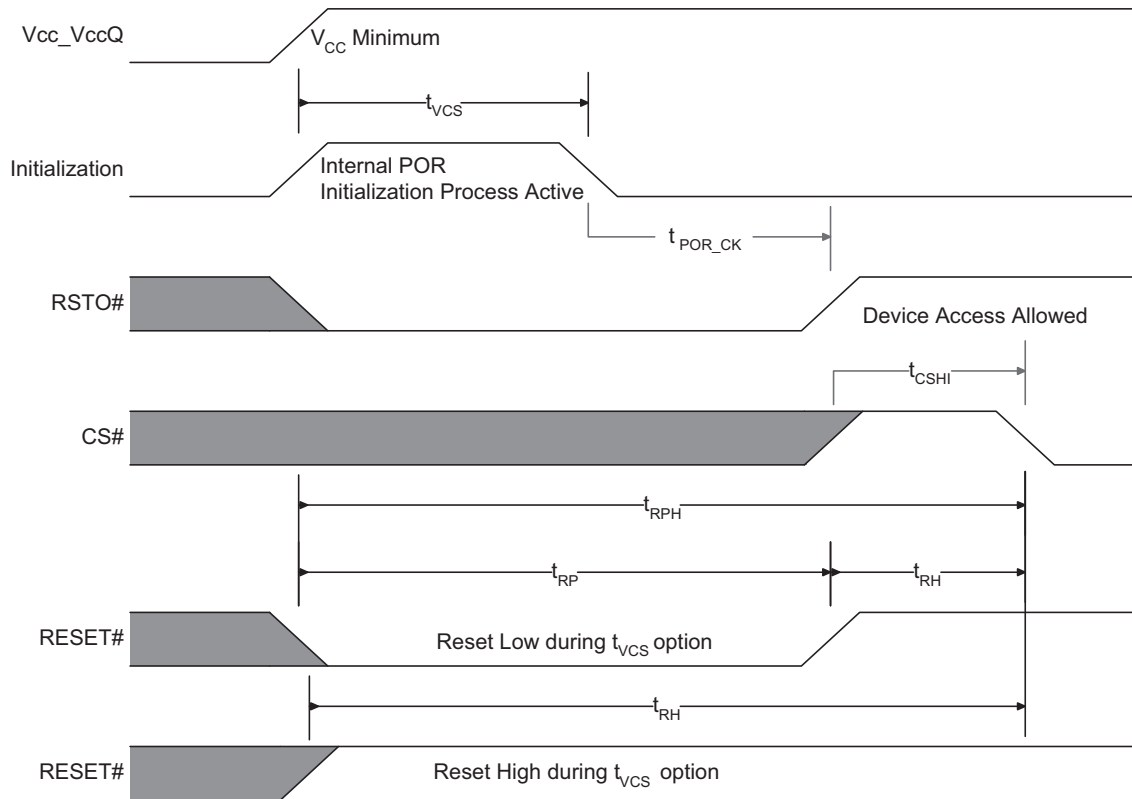 Vcc_VccQ
VCC Minimum
tVCS
Initialization
Internal POR
Initialization Process Active
t POR_CK
RSTO#
Device Access Allowed
tCSHI
CS#
tRPH
tRP
tRH
RESET#
Reset Low during tVCS option
tRH
RESET#
Reset High during tVCS option